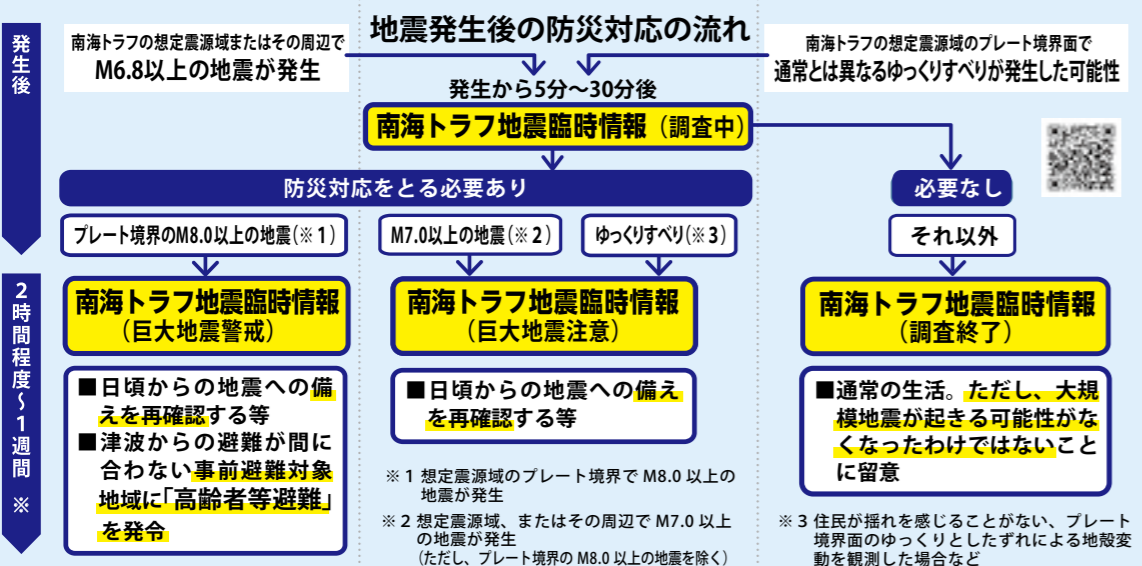 地震発生後の防災対応の流れ
発生後
南海トラフの想定震源域またはその周辺で
M6.8以上の地震が発生
南海トラフの想定震源域のプレート境界面で
通常とは異なるゆっくりすべりが発生した可能性
発生から5分〜30分後
南海トラフ地震臨時情報（調査中）
防災対応をとる必要あり
必要なし
プレート境界のM8.0以上の地震(※1)
M7.0以上の地震(※2)
ゆっくりすべり(※3)
それ以外
2時間程度〜1週間 ※
南海トラフ地震臨時情報
（巨大地震警戒）
南海トラフ地震臨時情報
（巨大地震注意）
南海トラフ地震臨時情報
（調査終了）
■日頃からの地震への備
えを再確認する等
■津波からの避難が間に
合わない事前避難対象
地域に「高齢者等避難」
を発令
■日頃からの地震への備え
を再確認する等
■通常の生活。ただし、大規
模地震が起きる可能性がな
くなったわけではないこと
に留意
※1 想定震源域のプレート境界で M8.0 以上の
地震が発生
※2 想定震源域、またはその周辺で M7.0 以上
の地震が発生
(ただし、プレート境界の M8.0 以上の地震を除く)
※3 住民が揺れを感じることがない、プレート
境界面のゆっくりとしたずれによる地殻変
動を観測した場合など